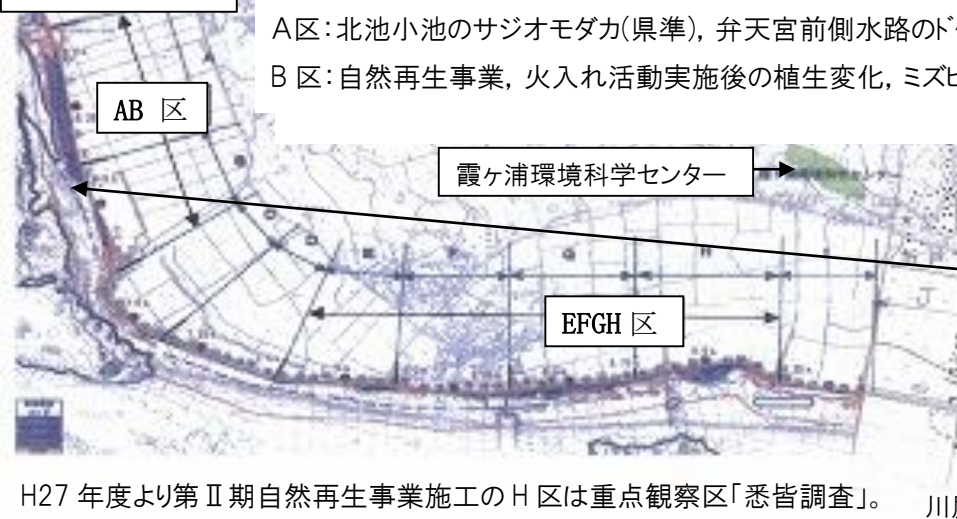 A区：北池小池のサジオモダカ(県準)，弁天宮前側水路の
B 区：自然再生事業，火入れ活動実施後の植生変化，ミズヒ
AB 区
霞ヶ浦環境科学センター
E F G H I
EFGH 区
H27 年度より第Ⅱ期自然再生事業施工の H 区は重点観察区「悉皆調査」。